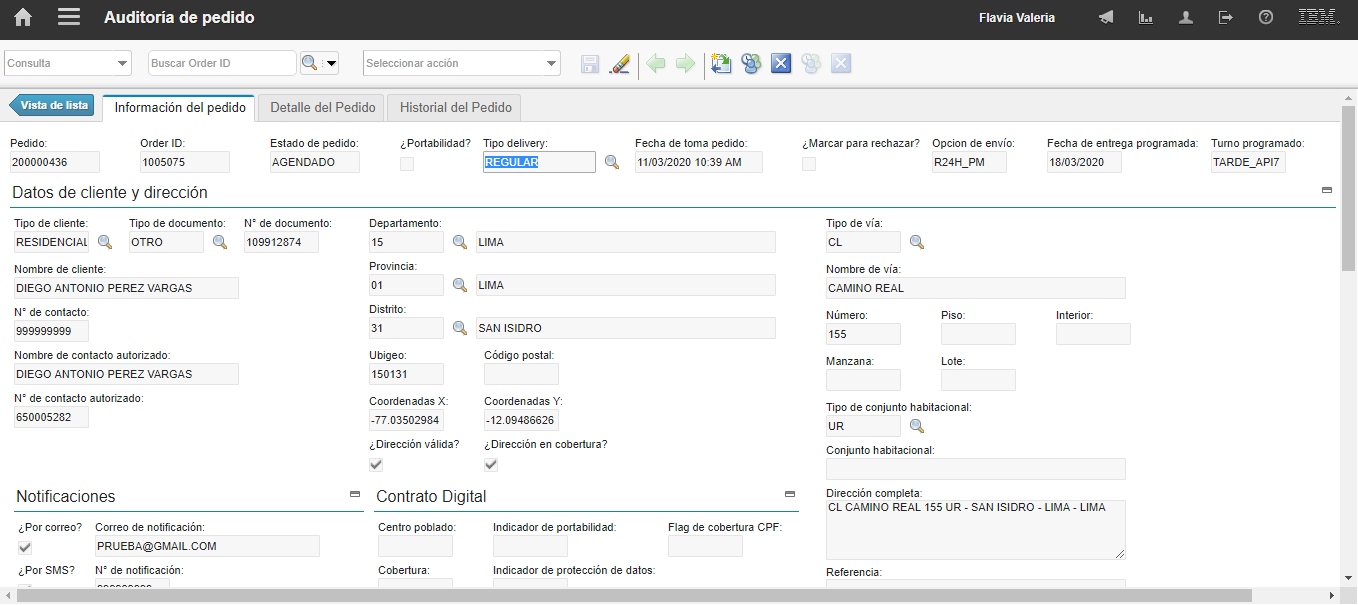 Auditoría de pedido
Flavia Valeria
IBM.
Consulta
Buscar Order ID
Seleccionar acción
Vista de lista
Información del pedido
Detalle del Pedido
Historial del Pedido
Pedido: Order ID: Estado de pedido: ¿Portabilidad? Tipo delivery: Fecha de toma pedido: ¿Marcar para rechazar? Opcion de envío: Fecha de entrega programada: Turno programado:
200000436 1005075 AGENDADO REGULAR 11/03/2020 10:39 AM R24H_PM 18/03/2020 TARDE_API7
Datos de cliente y dirección
Tipo de cliente: Tipo de documento: N° de documento:
RESIDENCIAL OTRO 109912874
Nombre de cliente:
DIEGO ANTONIO PEREZ VARGAS
N° de contacto:
999999999
Nombre de contacto autorizado:
DIEGO ANTONIO PEREZ VARGAS
N° de contacto autorizado:
650005282
Departamento:
15 LIMA
Provincia:
01 LIMA
Distrito:
31 SAN ISIDRO
Ubigeo: Código postal:
150131
Coordenadas X: Coordenadas Y:
-77.03502984 -12.09486626
¿Dirección válida? ¿Dirección en cobertura?
Tipo de vía:
CL
Nombre de vía:
CAMINO REAL
Número: Piso: Interior:
155
Manzana: Lote:
Tipo de conjunto habitacional:
UR
Conjunto habitacional:
Dirección completa:
CL CAMINO REAL 155 UR - SAN ISIDRO - LIMA - LIMA
Referencia:
Notificaciones
¿Por correo? Correo de notificación:
PRUEBA@GMAIL.COM
¿Por SMS? N° de notificación:
Contrato Digital
Centro poblado: Indicador de portabilidad: Flag de cobertura CPF:
Cobertura: Indicador de protección de datos: